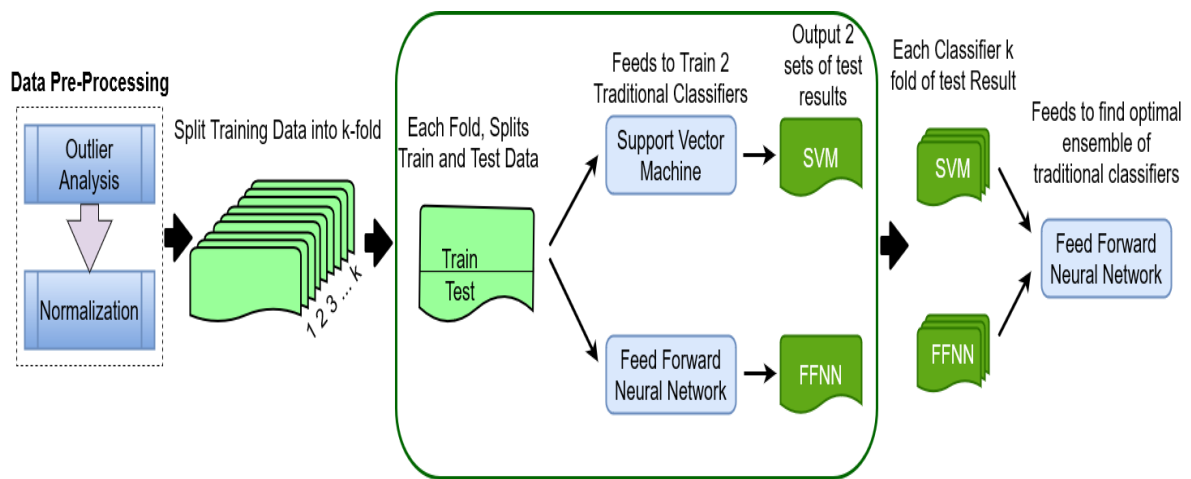 Data Pre-Processing
Outlier
Analysis
Normalization
Split Training Data into k-fold
1 2 3 ... k
Each Fold, Splits
Train and Test Data
Train
Test
Feeds to Train 2
Traditional Classifiers
Support Vector
Machine
Feed Forward
Neural Network
Output 2
sets of test
results
SVM
FFNN
Each Classifier k
fold of test Result
SVM
FFNN
Feeds to find optimal
ensemble of
traditional classifiers
Feed Forward
Neural Network